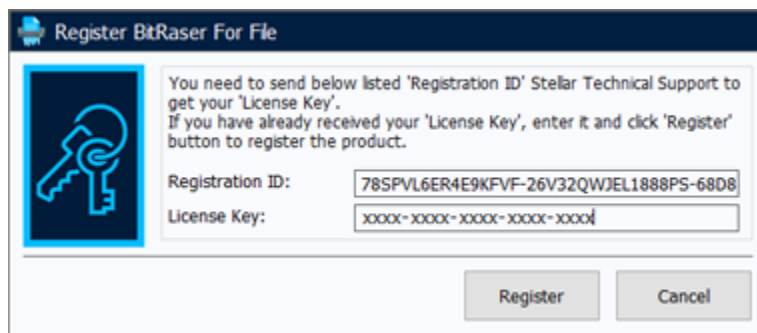 Register BitRaser For File
You need to send below listed 'Registration ID' Stellar Technical Support to
get your 'License Key'.
If you have already received your 'License Key', enter it and click 'Register'
button to register the product.
Registration ID: 78SPVL6ER4E9KFVF-26V32QWJEL1888PS-68D8
License Key: xxxx-xxxx-xxxx-xxxx-xxxx
Register Cancel